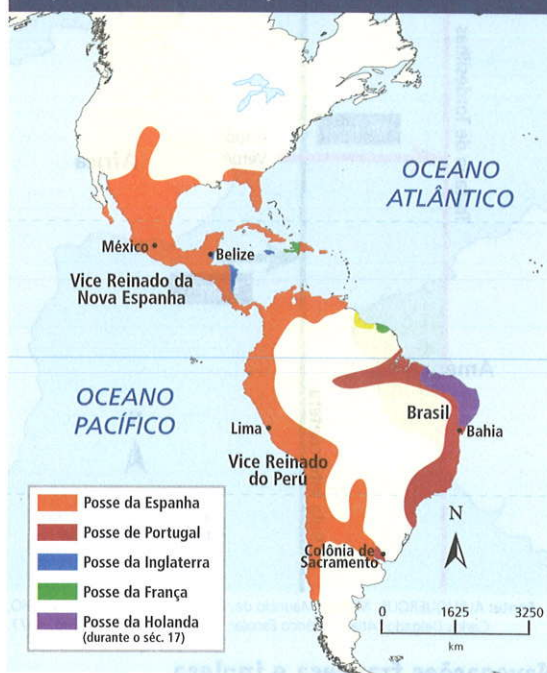 OCEANO
ATLÂNTICO
México
Belize
Vice Reinado da
Nova Espanha
OCEANO
PACÍFICO
Brasil
Bahia
Lima
Vice Reinado
do Perú
Colônia de
Sacramento
N
Posse da Espanha
Posse de Portugal
Posse da Inglaterra
Posse da França
Posse da Holanda
(durante o séc. 17)
0 1625 3250
km